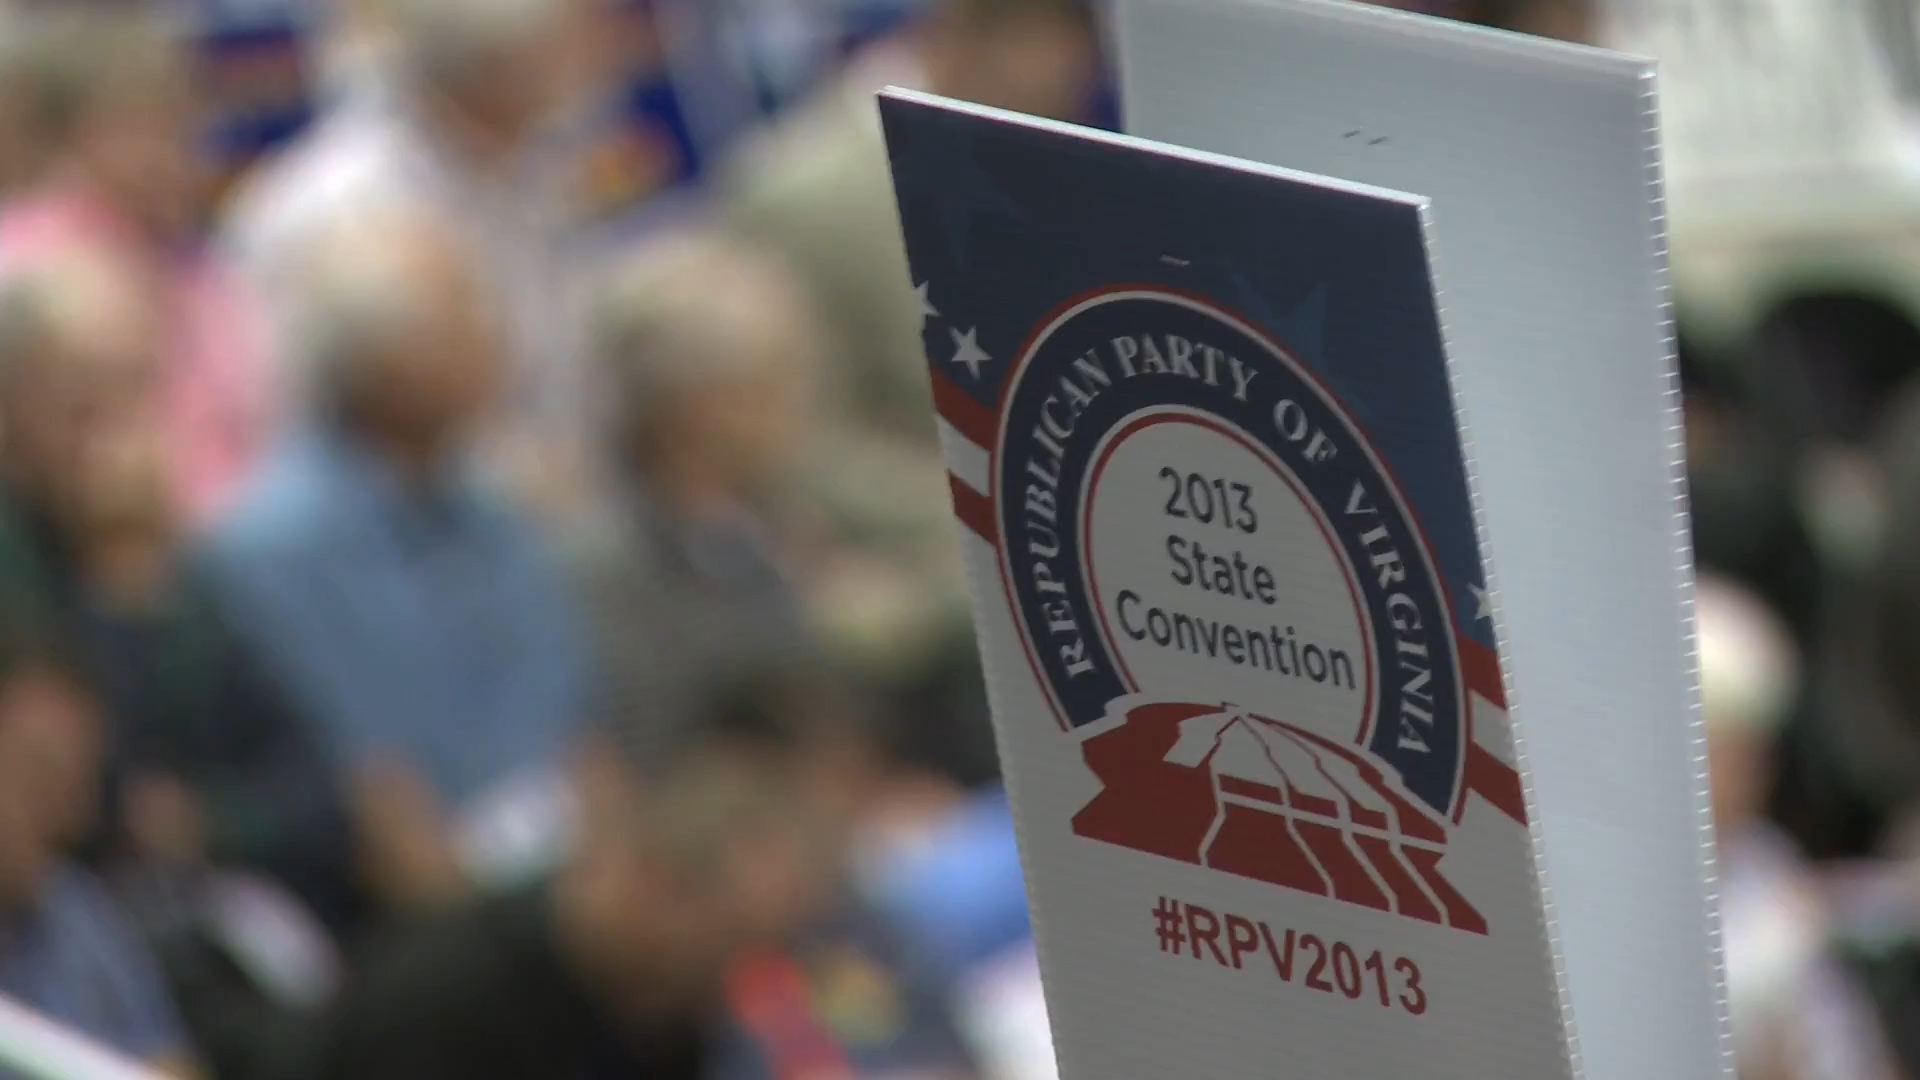 REPUBLICAN PARTY OF VIRGINIA
2013
State
Convention
#RPV2013